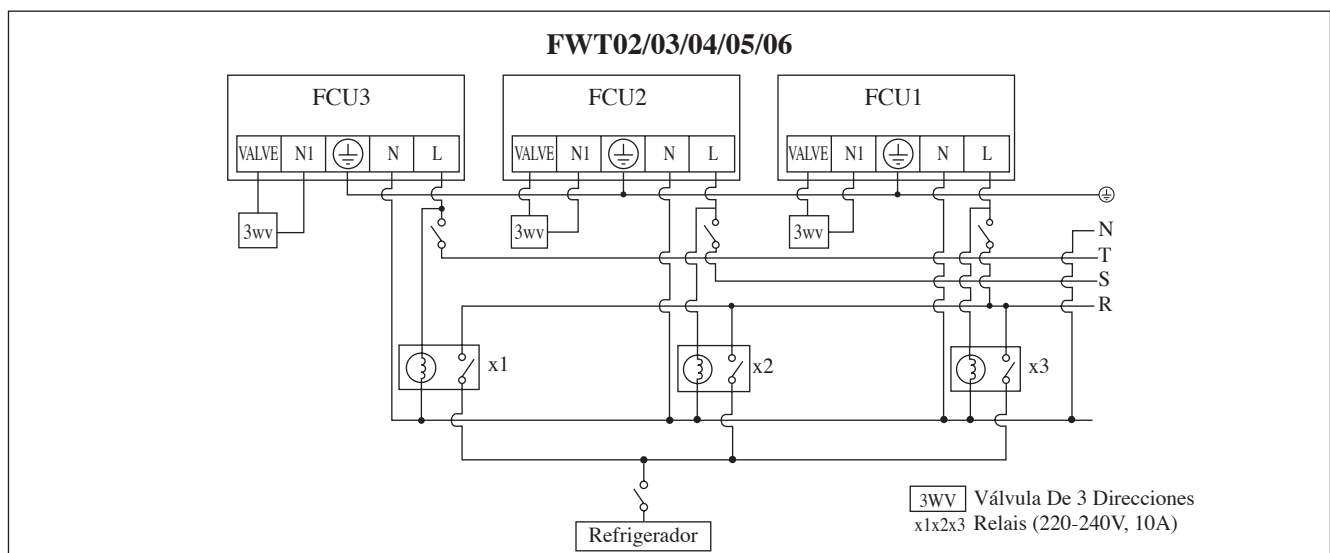 FWT02/03/04/05/06
FCU3 FCU2 FCU1
VALVE N1 N L VALVE N1 N L VALVE N1 N L
3wv 3wv 3wv
N
T
S
R
x1 x2 x3
3WV Válvula De 3 Direcciones
x1x2x3 Relais (220-240V, 10A)
Refrigerador